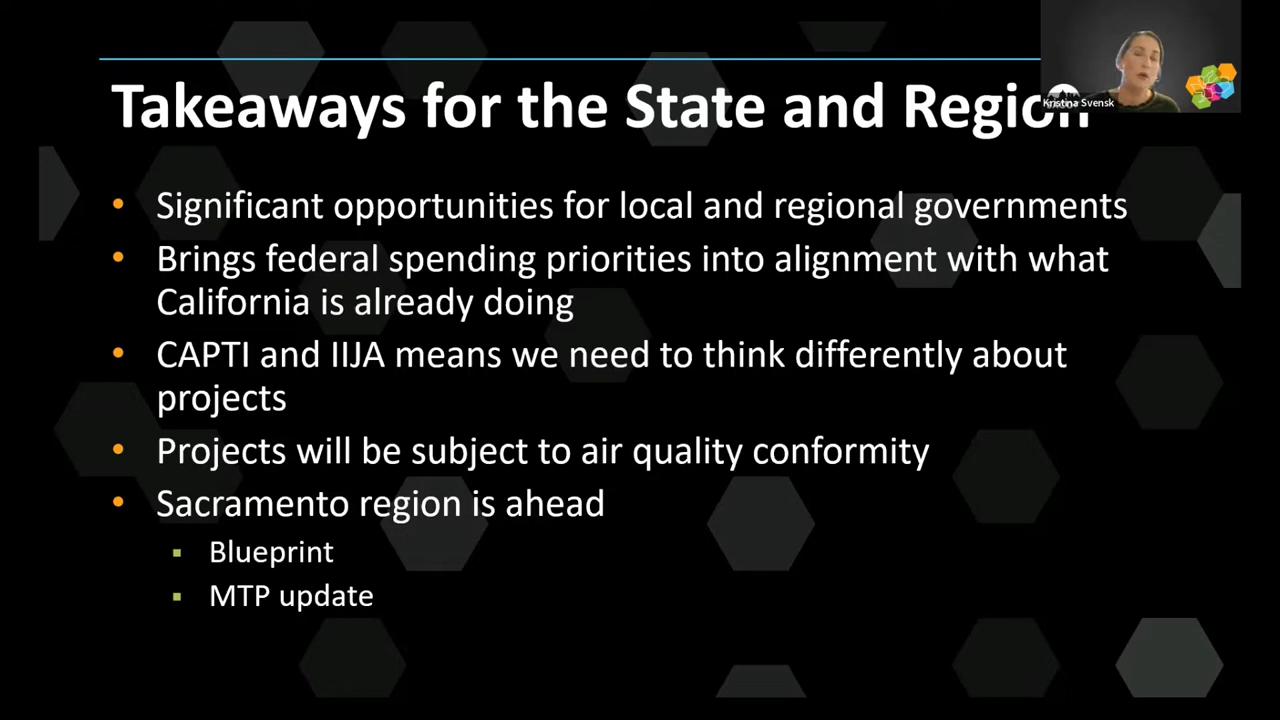 Takeaways for the State and Region
Kristina Svensk
• Significant opportunities for local and regional governments
• Brings federal spending priorities into alignment with what
California is already doing
• CAPTI and IIJA means we need to think differently about
projects
• Projects will be subject to air quality conformity
• Sacramento region is ahead
▪ Blueprint
▪ MTP update